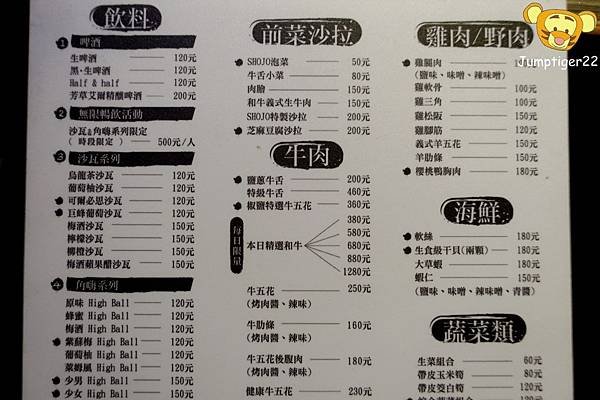 飲料
1 啤酒
生啤酒 120元
黑．生啤酒 120元
Half & half 120元
芳草艾爾精釀啤酒 200元
2 無限暢飲活動
沙瓦&角嗨系列限定
( 時段限定 ) 500元/人
3 沙瓦系列
烏龍茶沙瓦 120元
葡萄柚沙瓦 120元
可爾必思沙瓦 120元
巨峰葡萄沙瓦 120元
梅酒沙瓦 150元
檸檬沙瓦 150元
柳橙沙瓦 120元
梅酒蘋果醋沙瓦 120元
4 角嗨系列
原味 High Ball 120元
蜂蜜 High Ball 120元
梅酒 High Ball 120元
紫蘇梅 High Ball 120元
葡萄柚 High Ball 120元
萊姆風 High Ball 120元
少男 High Ball 150元
少女 High Ball 150元
前菜沙拉
SHOJO泡菜 50元
牛舌小菜 80元
肉膾 150元
和牛義式生牛肉 150元
SHOJO特製沙拉 200元
芝麻豆腐沙拉 200元
牛肉
鹽蔥牛舌 200元
特級牛舌 460元
椒鹽特選牛五花 360元
每日限量
本日精選和牛
380元
580元
680元
880元
1280元
牛五花 250元
(烤肉醬、辣味)
牛肋條 160元
(烤肉醬、辣味)
牛五花後腹肉 180元
(烤肉醬、辣味)
健康牛五花 230元
雞肉/野肉
雞腿肉
(鹽味、味噌、辣味噌)
雞軟骨 100元
雞三角 100元
雞松阪 150元
雞腳筋 120元
義式羊五花 150元
羊肋條 150元
櫻桃鴨胸肉 180元
海鮮
軟絲 180元
生食級干貝(兩顆) 180元
大草蝦 180元
蝦仁 150元
(鹽味、味噌、辣味噌、青醬)
蔬菜類
生菜組合 60元
帶皮玉米筍 80元
帶皮筊白筍 80元
Jumptiger22